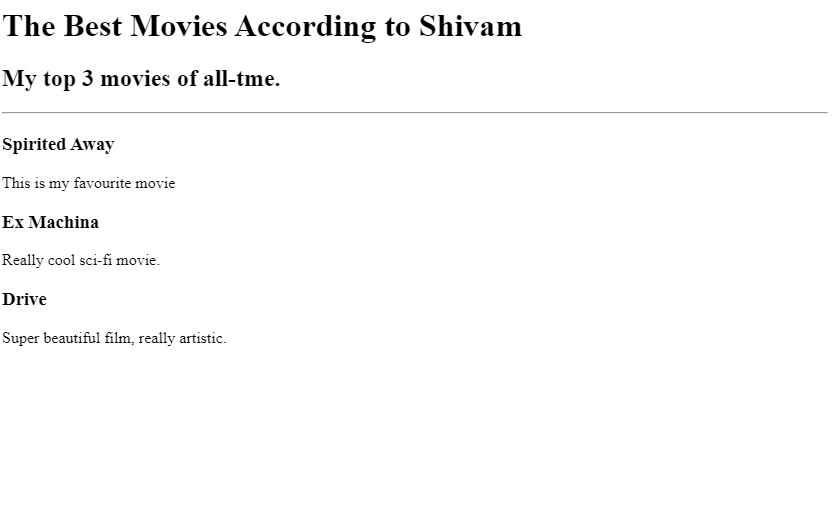 The Best Movies According to Shivam
My top 3 movies of all-tme.
Spirited Away
This is my favourite movie
Ex Machina
Really cool sci-fi movie.
Drive
Super beautiful film, really artistic.